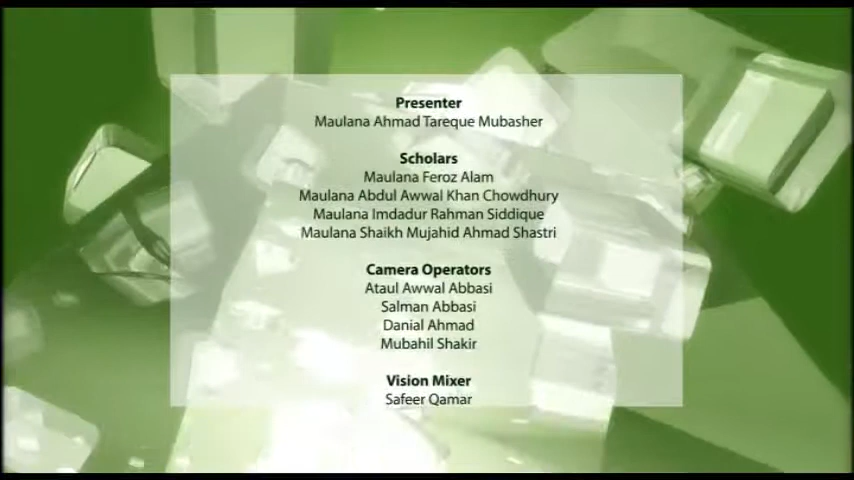 Presenter
Maulana Ahmad Tareque Mubasher
Scholars
Maulana Feroz Alam
Maulana Abdul Awwal Khan Chowdhury
Maulana Imdadur Rahman Siddique
Maulana Shaikh Mujahid Ahmad Shastri
Camera Operators
Ataul Awwal Abbasi
Salman Abbasi
Danial Ahmad
Mubahil Shakir
Vision Mixer
Safeer Qamar